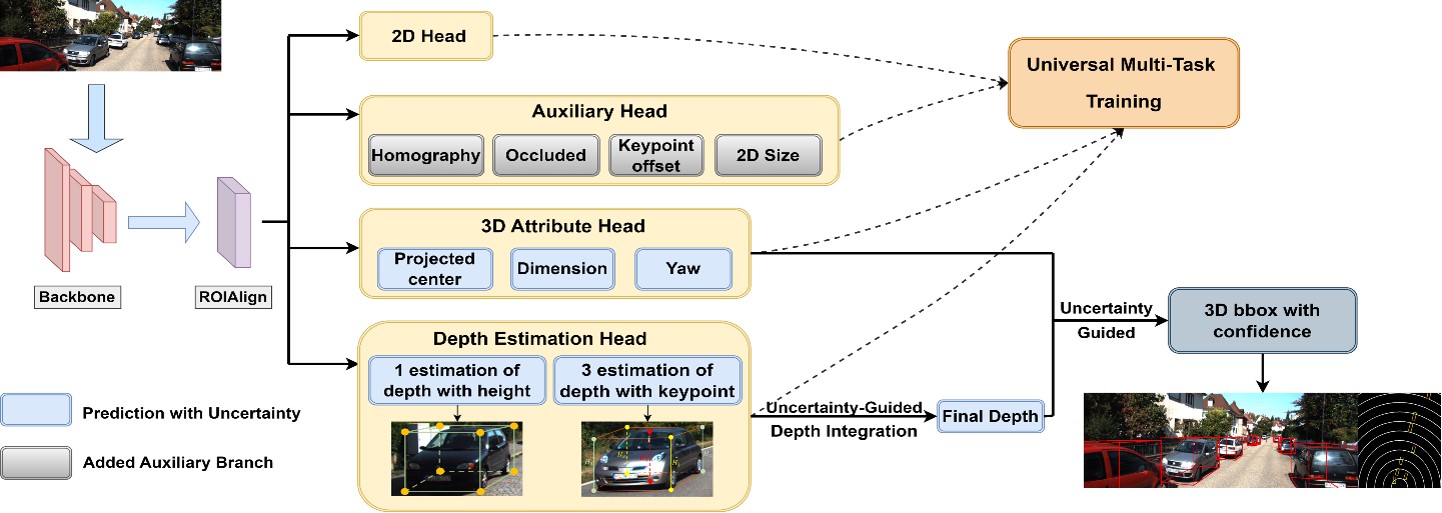 2D Head
Universal Multi-Task
Training
Auxiliary Head
Homography
Occluded
Keypoint
offset
2D Size
3D Attribute Head
Projected
center
Dimension
Yaw
Backbone
ROIAlign
Uncertainty
Guided
3D bbox with
confidence
Depth Estimation Head
1 estimation of
depth with height
3 estimation of
depth with keypoint
Prediction with Uncertainty
Added Auxiliary Branch
Uncertainty-Guided
Depth Integration
Final Depth